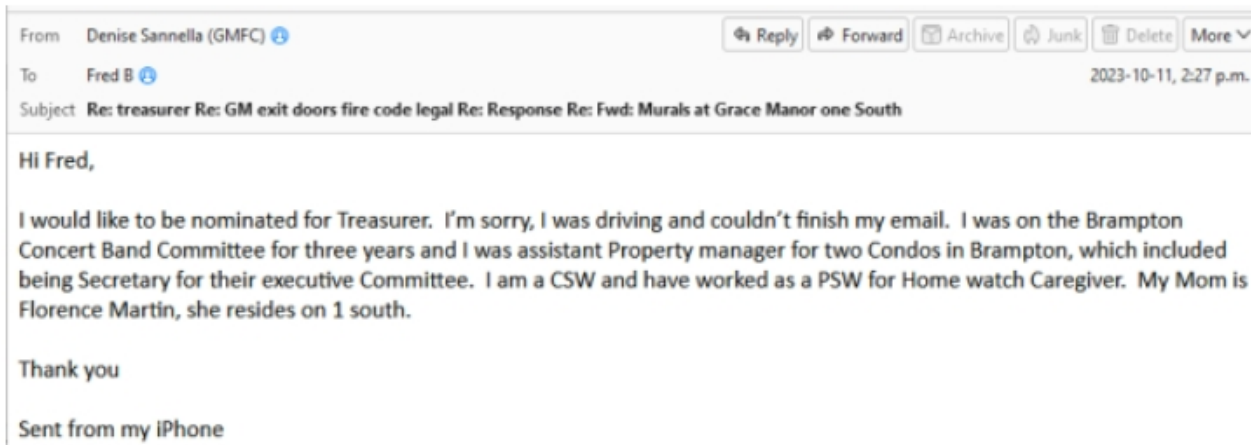 From Denise Sannella (GMFC) Reply Forward Archive Junk Delete More
To Fred B 2023-10-11, 2:27 p.m.
Subject Re: treasurer Re: GM exit doors fire code legal Re: Response Re: Fwd: Murals at Grace Manor one South
Hi Fred,
I would like to be nominated for Treasurer.  I'm sorry, I was driving and couldn't finish my email.  I was on the Brampton
Concert Band Committee for three years and I was assistant Property manager for two Condos in Brampton, which included
being Secretary for their executive Committee.  I am a CSW and have worked as a PSW for Home watch Caregiver.  My Mom is
Florence Martin, she resides on 1 south.
Thank you
Sent from my iPhone